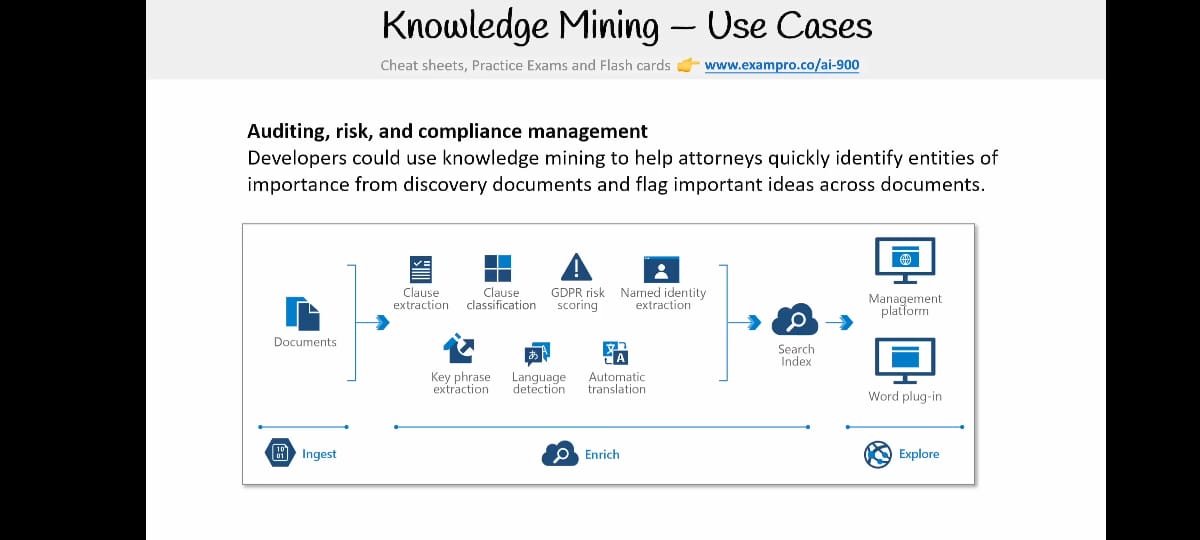 Knowledge Mining – Use Cases
Cheat sheets, Practice Exams and Flash cards 👉 www.exampro.co/ai-900
Auditing, risk, and compliance management
Developers could use knowledge mining to help attorneys quickly identify entities of
importance from discovery documents and flag important ideas across documents.
Documents
Clause
extraction
Clause
classification
GDPR risk
scoring
Named identity
extraction
Key phrase
extraction
Language
detection
Automatic
translation
Search
Index
Management
platform
Word plug-in
Ingest
Enrich
Explore